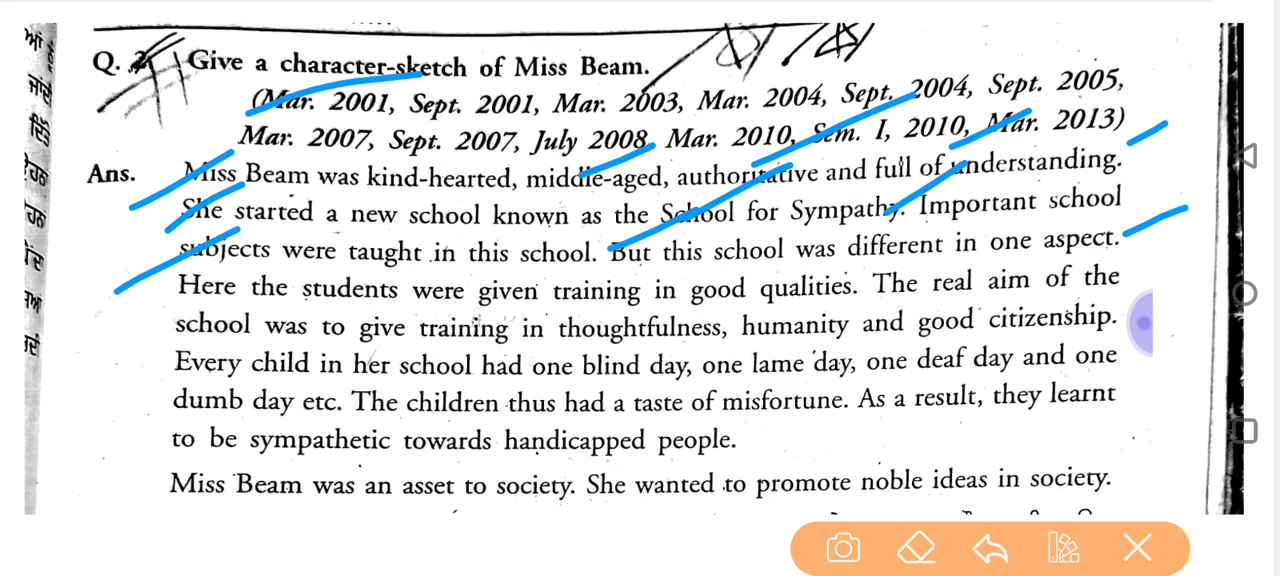 Q. 2. Give a character-sketch of Miss Beam.
(Mar. 2001, Sept. 2001, Mar. 2003, Mar. 2004, Sept. 2004, Sept. 2005,
Mar. 2007, Sept. 2007, July 2008, Mar. 2010, Sem. I, 2010, Mar. 2013)
Ans. Miss Beam was kind-hearted, middle-aged, authoritative and full of understanding.
She started a new school known as the School for Sympathy. Important school
subjects were taught in this school. But this school was different in one aspect.
Here the students were given training in good qualities. The real aim of the
school was to give training in thoughtfulness, humanity and good citizenship.
Every child in her school had one blind day, one lame day, one deaf day and one
dumb day etc. The children thus had a taste of misfortune. As a result, they learnt
to be sympathetic towards handicapped people.
Miss Beam was an asset to society. She wanted to promote noble ideas in society.